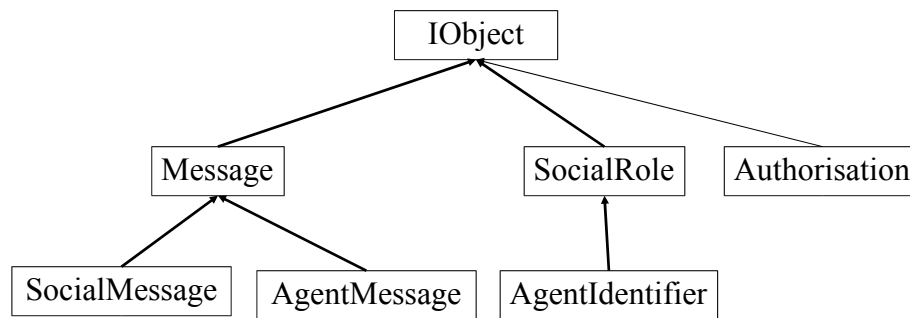 IObject
Message
SocialRole
Authorisation
SocialMessage
AgentMessage
AgentIdentifier